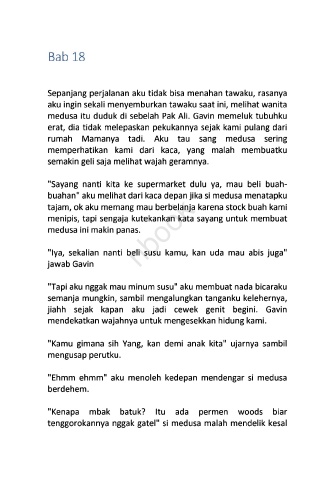 Bab 18
Sepanjang perjalanan aku tidak bisa menahan tawaku, rasanya
aku ingin sekali menyemburkan tawaku saat ini, melihat wanita
medusa itu duduk di sebelah Pak Ali. Gavin memeluk tubuhku
erat, dia tidak melepaskan pekukannya sejak kami pulang dari
rumah Mamanya tadi. Aku tau sang medusa sering
memperhatikan kami dari kaca, yang malah membuatku
semakin geli saja melihat wajah geramnya.
"Sayang nanti kita ke supermarket dulu ya, mau beli buah-
buahan" aku melihat dari kaca depan jika si medusa menatapku
tajam, ok aku memang mau berbelanja karena stock buah kami
menipis, tapi sengaja kutekankan kata sayang untuk membuat
medusa ini makin panas.
"Iya, sekalian nanti beli susu kamu, kan uda mau abis juga"
jawab Gavin
"Tapi aku nggak mau minum susu" aku membuat nada bicaraku
semanja mungkin, sambil mengalungkan tanganku kelehernya,
jiahh sejak kapan aku jadi cewek genit begini. Gavin
mendekatkan wajahnya untuk mengesekkan hidung kami.
"Kamu gimana sih Yang, kan demi anak kita" ujarnya sambil
mengusap perutku.
"Ehmm ehmm" aku menoleh kedepan mendengar si medusa
berdehem.
"Kenapa mbak batuk? Itu ada permen woods biar
tenggorokannya nggak gatel" si medusa malah mendelik kesal